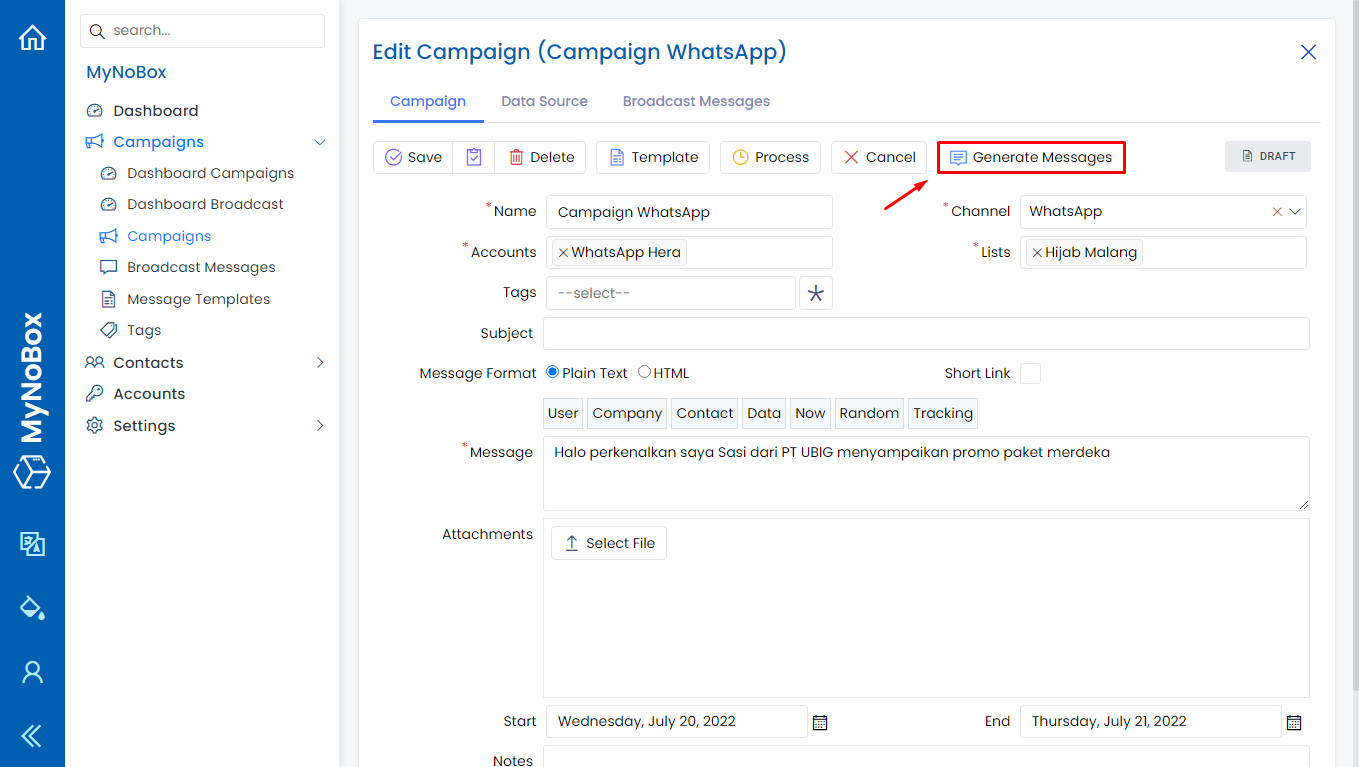 MyNoBox
search...
MyNoBox
Dashboard
Campaigns
Dashboard Campaigns
Dashboard Broadcast
Campaigns
Broadcast Messages
Message Templates
Tags
Contacts
Accounts
Settings
Edit Campaign (Campaign WhatsApp)
Campaign Data Source Broadcast Messages
Save Delete Template Process Cancel Generate Messages DRAFT
*Name Campaign WhatsApp *Channel WhatsApp
*Accounts ×WhatsApp Hera *Lists ×Hijab Malang
Tags --select--
Subject
Message Format Plain Text HTML Short Link
User Company Contact Data Now Random Tracking
*Message Halo perkenalkan saya Sasi dari PT UBIG menyampaikan promo paket merdeka
Attachments Select File
Start Wednesday, July 20, 2022 End Thursday, July 21, 2022
Notes